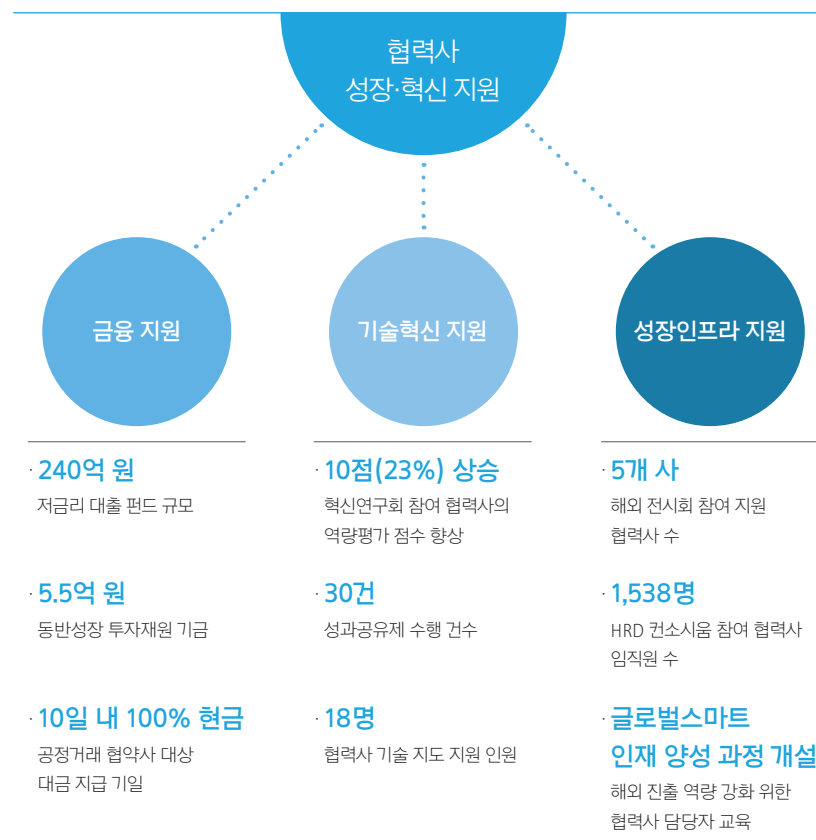 협력사
성장·혁신 지원
금융 지원
기술혁신 지원
성장인프라 지원
· 240억 원
저금리 대출 펀드 규모
· 5.5억 원
동반성장 투자재원 기금
· 10일 내 100% 현금
공정거래 협약사 대상
대금 지급 기일
· 10점(23%) 상승
혁신연구회 참여 협력사의
역량평가 점수 향상
· 30건
성과공유제 수행 건수
· 18명
협력사 기술 지도 지원 인원
· 5개 사
해외 전시회 참여 지원
협력사 수
· 1,538명
HRD 컨소시움 참여 협력사
임직원 수
· 글로벌스마트
인재 양성 과정 개설
해외 진출 역량 강화 위한
협력사 담당자 교육